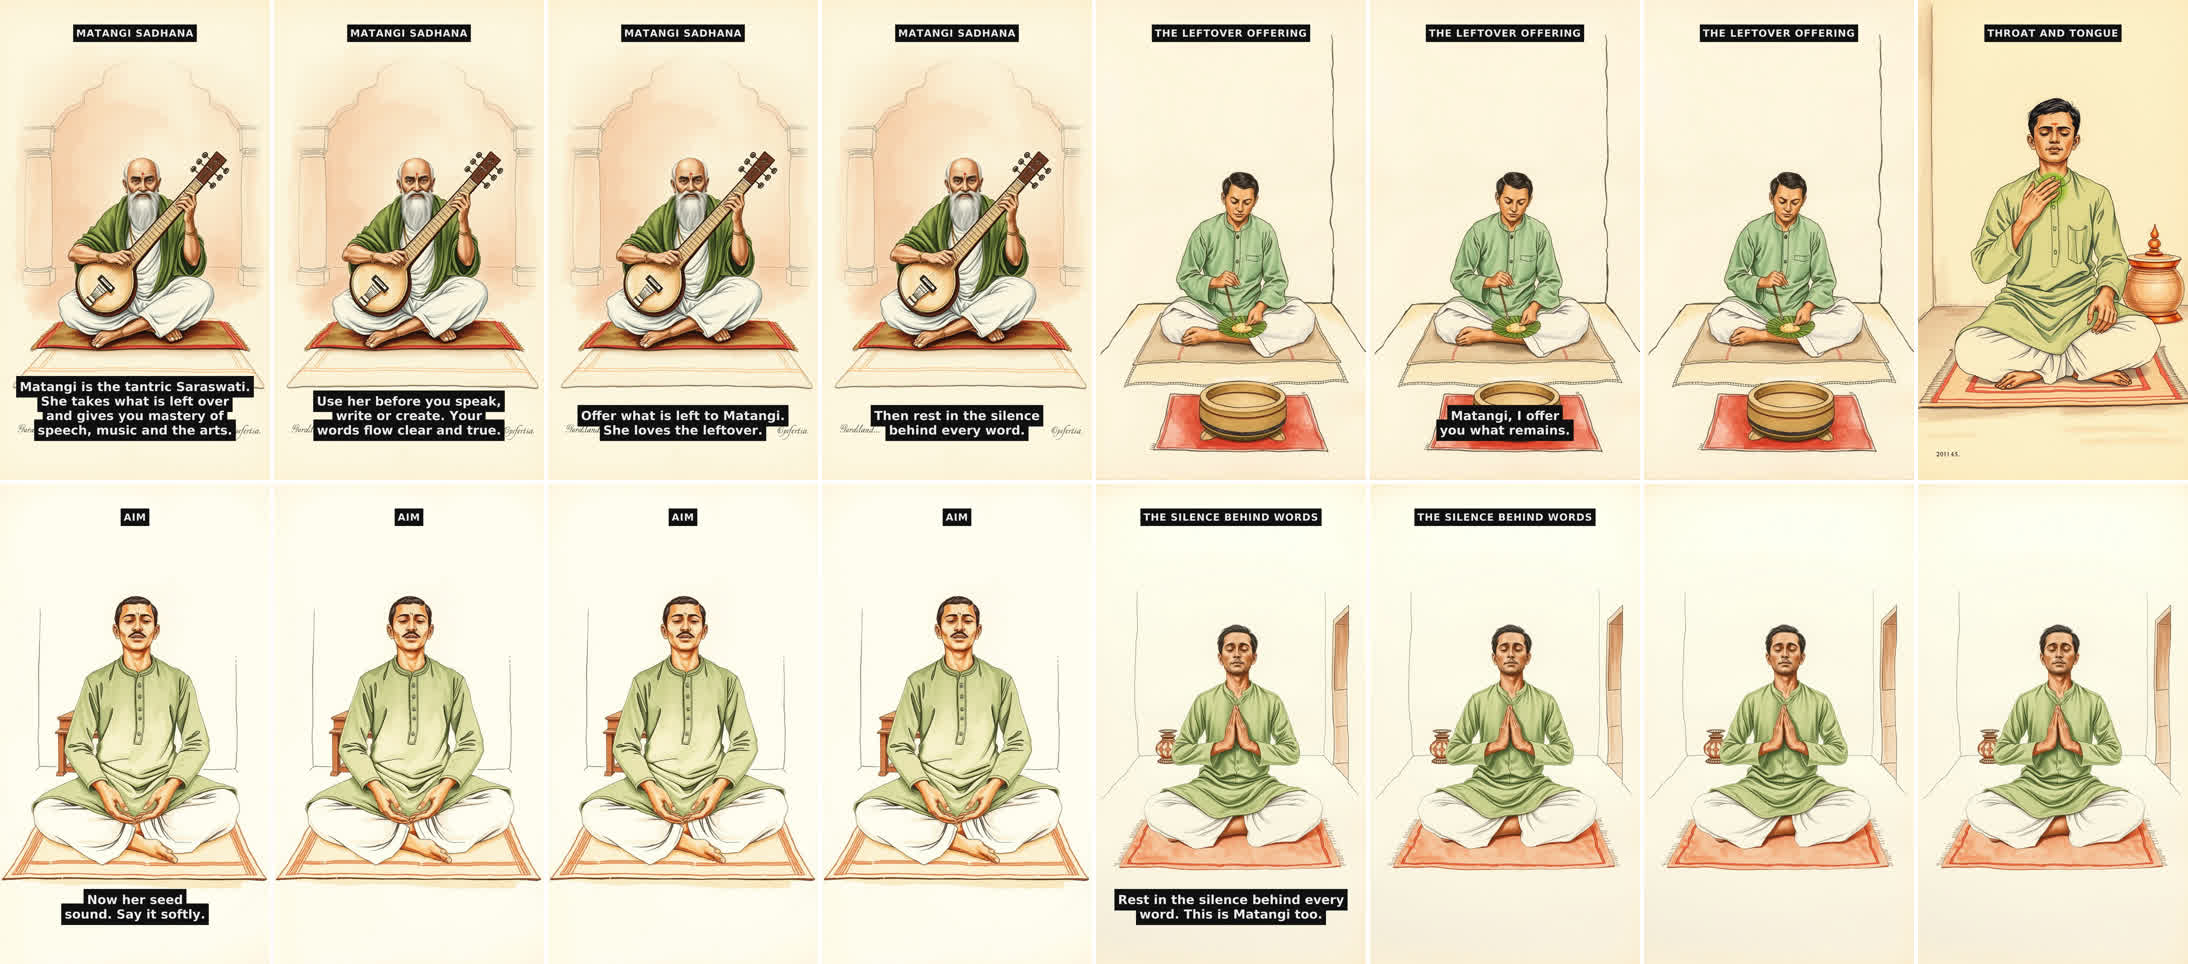 MATANGI SADHANA
Matangi is the tantric Saraswati.
She takes what is left over
and gives you mastery of
speech, music and the arts.
MATANGI SADHANA
Use her before you speak,
write or create. Your
words flow clear and true.
MATANGI SADHANA
Offer what is left to Matangi.
She loves the leftover.
MATANGI SADHANA
Then rest in the silence
behind every word.
THE LEFTOVER OFFERING
THE LEFTOVER OFFERING
Matangi, I offer
you what remains.
THE LEFTOVER OFFERING
THROAT AND TONGUE
AIM
Now her seed
sound. Say it softly.
AIM
AIM
AIM
THE SILENCE BEHIND WORDS
Rest in the silence behind every
word. This is Matangi too.
THE SILENCE BEHIND WORDS